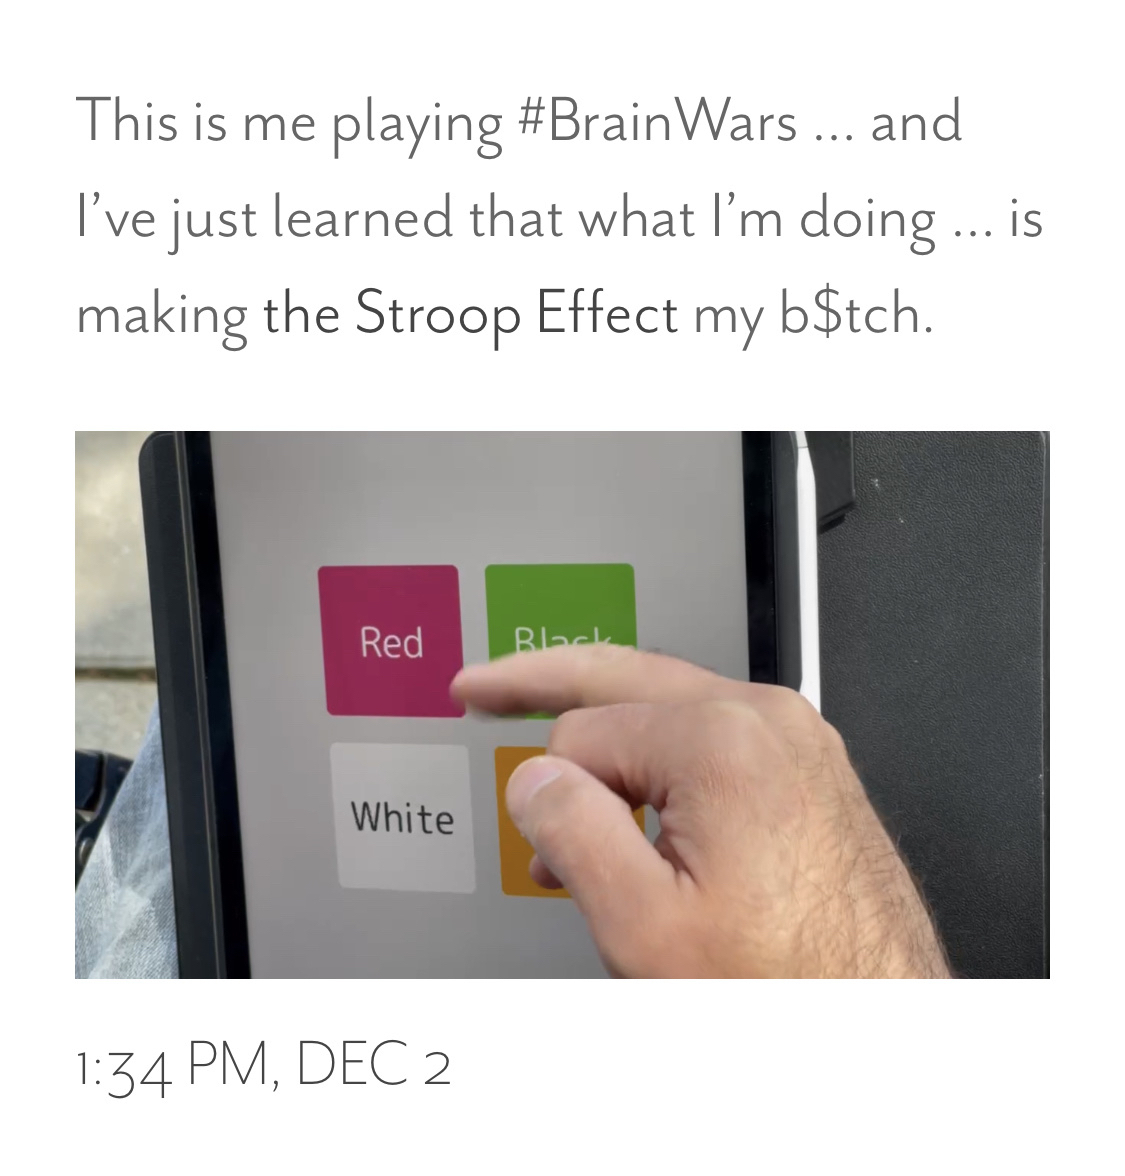 This is me playing #BrainWars ... and
I’ve just learned that what I’m doing ... is
making the Stroop Effect my b$tch.
Red
Black
White
1:34 PM, DEC 2